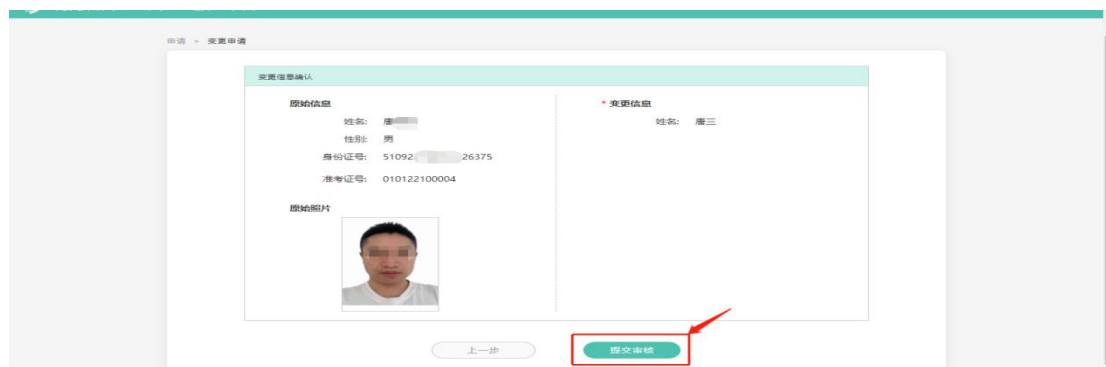 申请 > 变更申请
变更信息确认
原始信息
姓名: 唐
性别: 男
身份证号: 51092 26375
准考证号: 010122100004
原始照片
* 变更信息
姓名: 唐三
上一步
提交审核